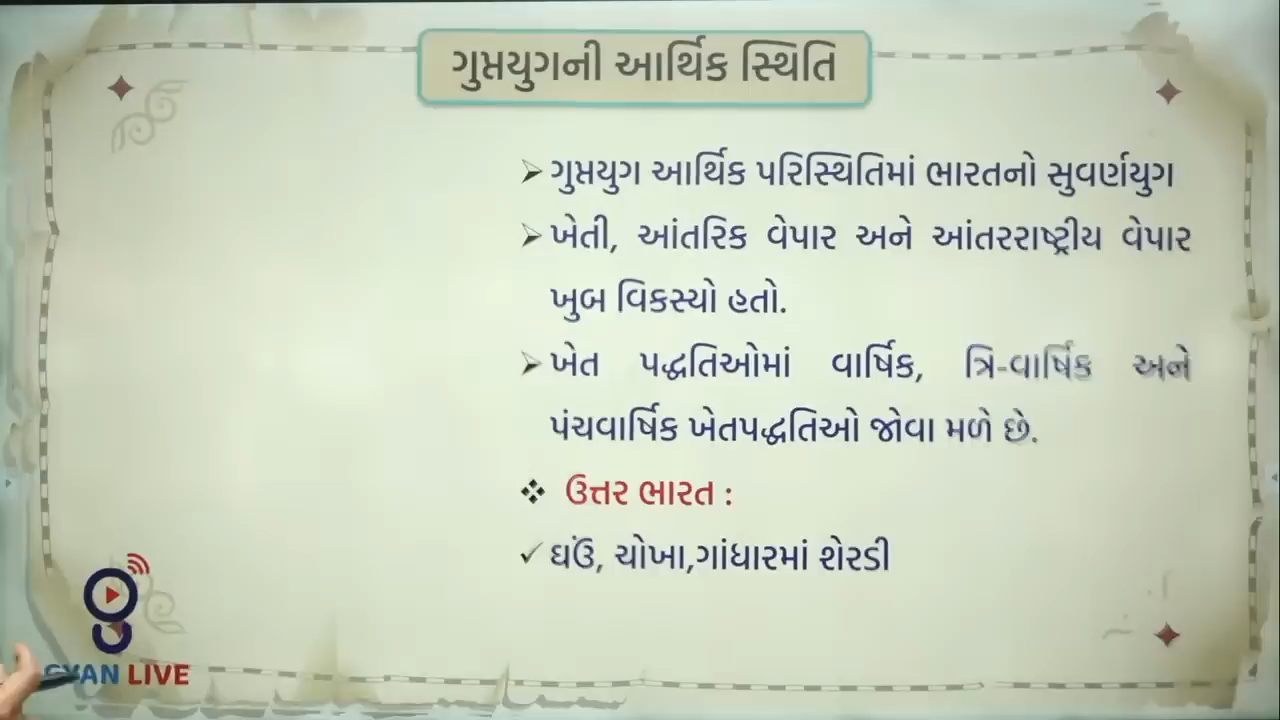 ગુપ્તયુગની આર્થિક સ્થિતિ
➢ ગુપ્તયુગ આર્થિક પરિસ્થિતિમાં ભારતનો સુવર્ણયુગ
➢ ખેતી, આંતરિક વેપાર અને આંતરરાષ્ટ્રીય વેપાર
ખુબ વિકસ્યો હતો.
➢ ખેત પદ્ધતિઓમાં વાર્ષિક, ત્રિ-વાર્ષિક અને
પંચવાર્ષિક ખેતપદ્ધતિઓ જોવા મળે છે.
❖ ઉત્તર ભારત :
✓ ઘઉં, ચોખા,ગાંધારમાં શેરડી
GYAN LIVE